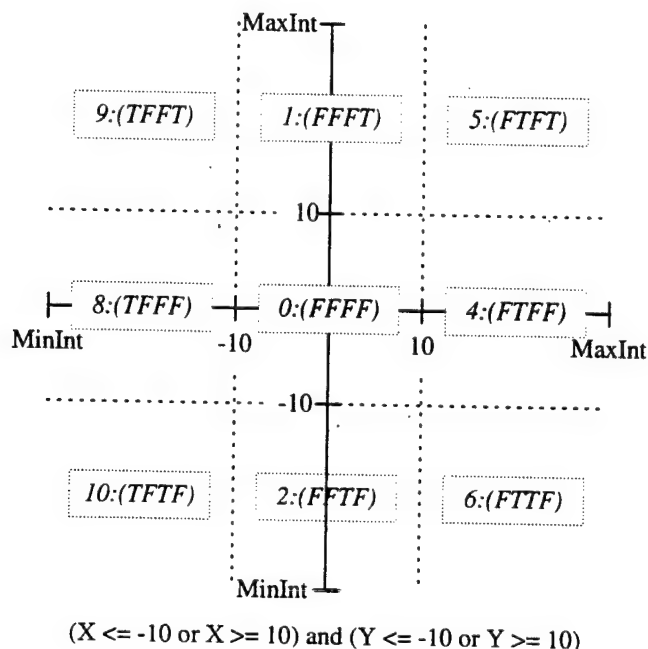 MaxInt
9:(TFFT) 1:(FFFT) 5:(FTFT)
10
8:(TFFF) 0:(FFFF) 4:(FTFF)
MinInt -10 10 MaxInt
-10
10:(TFTF) 2:(FFTF) 6:(FTTF)
MinInt
(X <= -10 or X >= 10) and (Y <= -10 or Y >= 10)